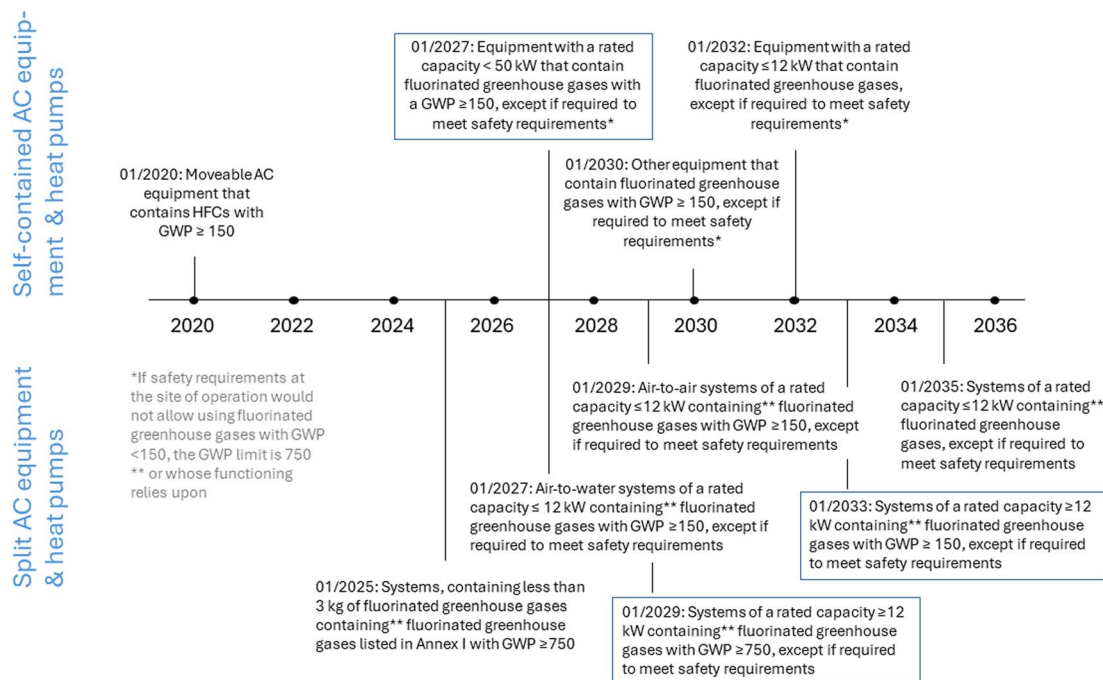 Self-contained AC equip-
ment & heat pumps
01/2020: Moveable AC
equipment that
contains HFCs with
GWP ≥ 150
01/2027: Equipment with a rated
capacity < 50 kW that contain
fluorinated greenhouse gases with
a GWP ≥150, except if required to
meet safety requirements*
01/2030: Other equipment that
contain fluorinated greenhouse
gases with GWP ≥ 150, except if
required to meet safety
requirements*
01/2032: Equipment with a rated
capacity ≤12 kW that contain
fluorinated greenhouse gases,
except if required to meet safety
requirements*
2020 2022 2024 2026 2028 2030 2032 2034 2036
Split AC equipment
& heat pumps
*If safety requirements at
the site of operation would
not allow using fluorinated
greenhouse gases with GWP
<150, the GWP limit is 750
** or whose functioning
relies upon
01/2025: Systems, containing less than
3 kg of fluorinated greenhouse gases
containing** fluorinated greenhouse
gases listed in Annex I with GWP ≥750
01/2027: Air-to-water systems of a rated
capacity ≤ 12 kW containing** fluorinated
greenhouse gases with GWP ≥150, except if
required to meet safety requirements
01/2029: Air-to-air systems of a rated
capacity ≤12 kW containing** fluorinated
greenhouse gases with GWP ≥150, except
if required to meet safety requirements
01/2029: Systems of a rated capacity ≥12
kW containing** fluorinated greenhouse
gases with GWP ≥750, except if required
to meet safety requirements
01/2033: Systems of a rated capacity ≥12
kW containing** fluorinated greenhouse
gases with GWP ≥ 150, except if required
to meet safety requirements
01/2035: Systems of a rated
capacity ≤12 kW containing**
fluorinated greenhouse
gases, except if required to
meet safety requirements